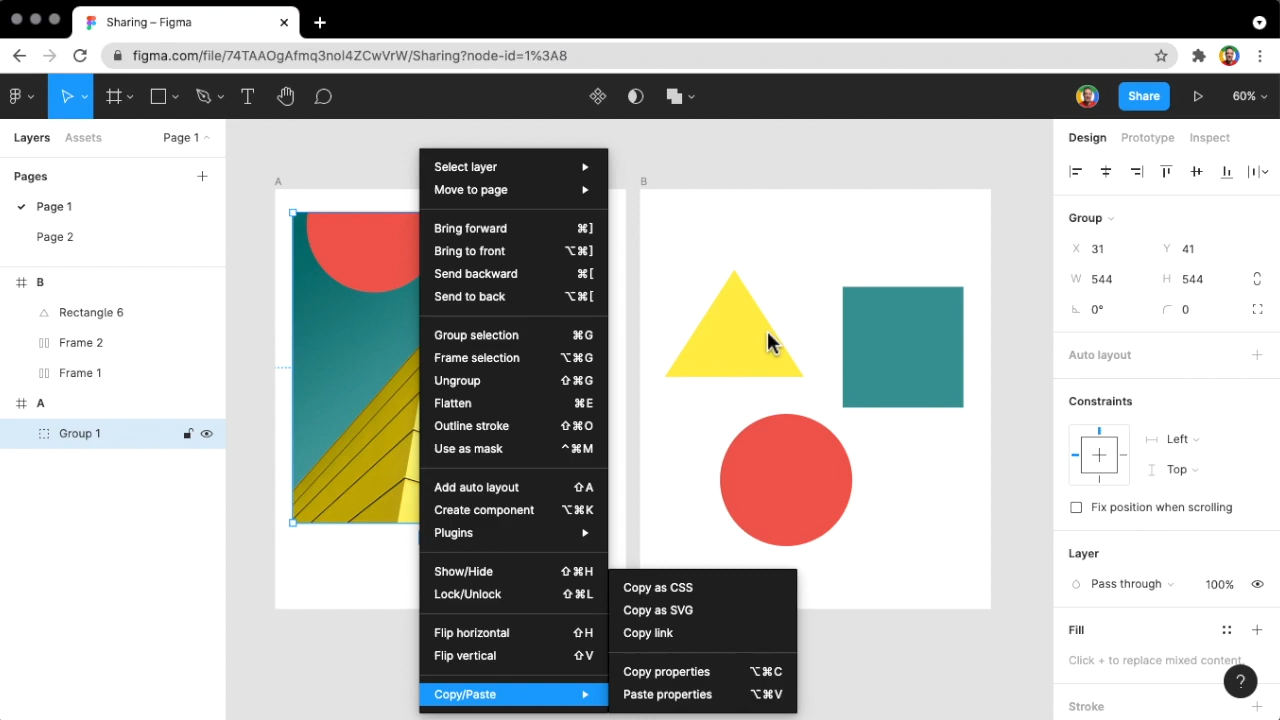 Sharing – Figma
figma.com/file/74TAAOgAfmq3nol4ZCwVrW/Sharing?node-id=1%3A8
Share
60%
Layers
Assets
Page 1
Pages
Page 1
Page 2
B
Rectangle 6
Frame 2
Frame 1
A
Group 1
A
B
Select layer
Move to page
Bring forward ⌘]
Bring to front ⌥⌘]
Send backward ⌘[
Send to back ⌥⌘[
Group selection ⌘G
Frame selection ⌥⌘G
Ungroup ⇧⌘G
Flatten ⌘E
Outline stroke ⇧⌘O
Use as mask ^⌘M
Add auto layout ⇧A
Create component ⌥⌘K
Plugins
Show/Hide ⇧⌘H
Lock/Unlock ⇧⌘L
Flip horizontal ⇧H
Flip vertical ⇧V
Copy/Paste
Copy as CSS
Copy as SVG
Copy link
Copy properties ⌥⌘C
Paste properties ⌥⌘V
Design
Prototype
Inspect
Group
X 31 Y 41
W 544 H 544
0° 0
Auto layout
Constraints
Left
Top
Fix position when scrolling
Layer
Pass through 100%
Fill
Click + to replace mixed content.
Stroke
?